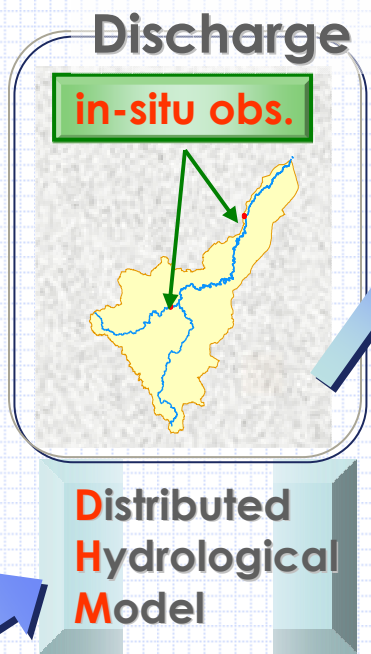 Discharge
in-situ obs.
Distributed
Hydrological
Model